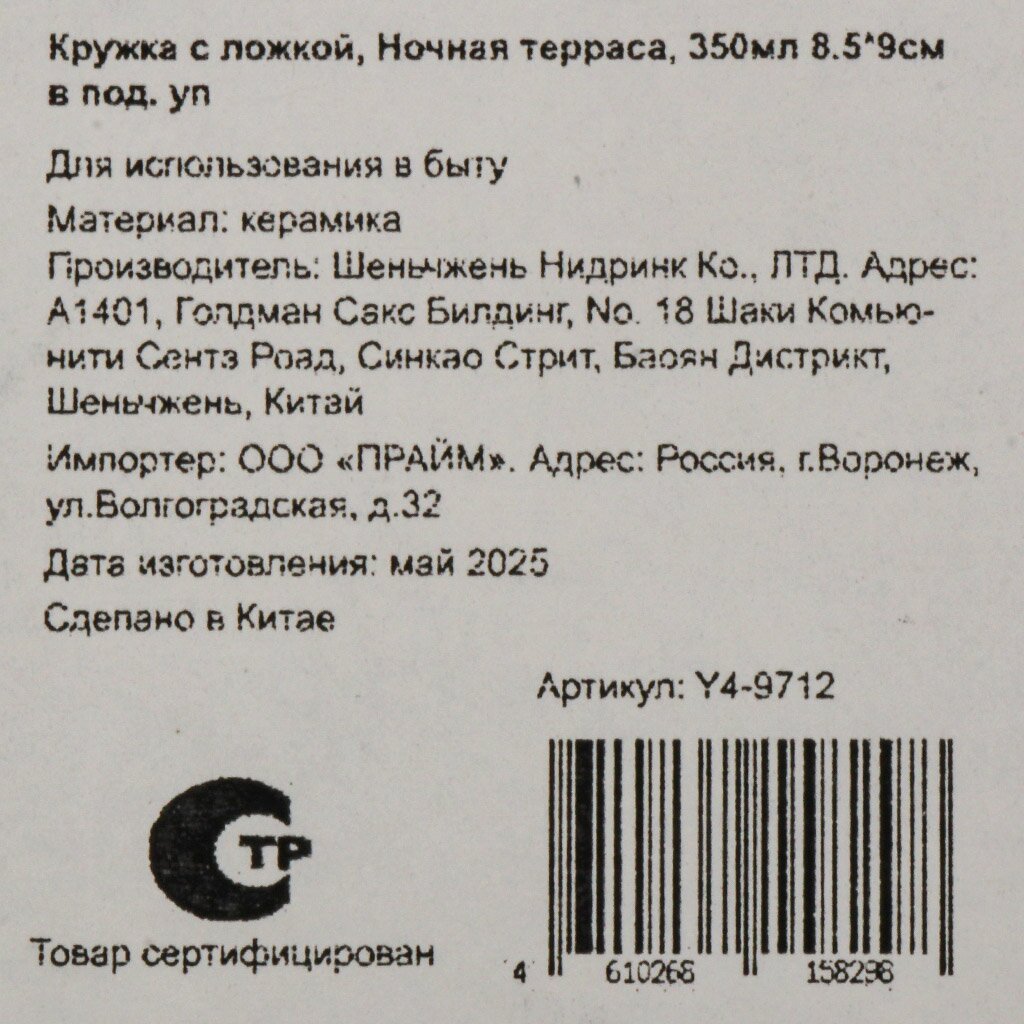 Кружка с ложкой, Ночная терраса, 350мл 8.5*9см
в под. уп
Для использования в быту
Материал: керамика
Производитель: Шеньчжень Нидринк Ко., ЛТД. Адрес:
А1401, Голдман Сакс Билдинг, No. 18 Шаки Комью-
нити Сентз Роад, Синкао Стрит, Баоян Дистрикт,
Шеньчжень, Китай
Импортер: ООО «ПРАЙМ». Адрес: Россия, г.Воронеж,
ул.Волгоградская, д.32
Дата изготовления: май 2025
Сделано в Китае
Артикул: Y4-9712
ТР
Товар сертифицирован
4 610268 158298